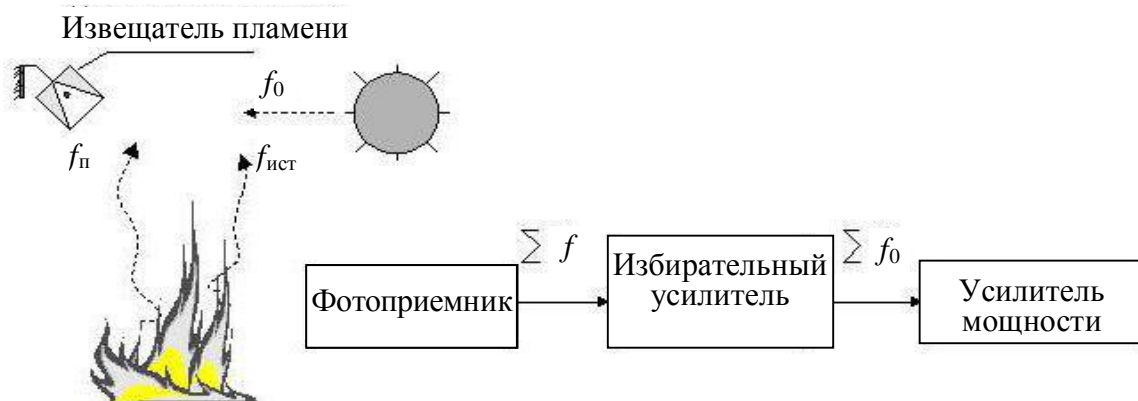 Извещатель пламени
f₀
fп
fист
∑ f
∑ f₀
Фотоприемник
Избирательный
усилитель
Усилитель
мощности